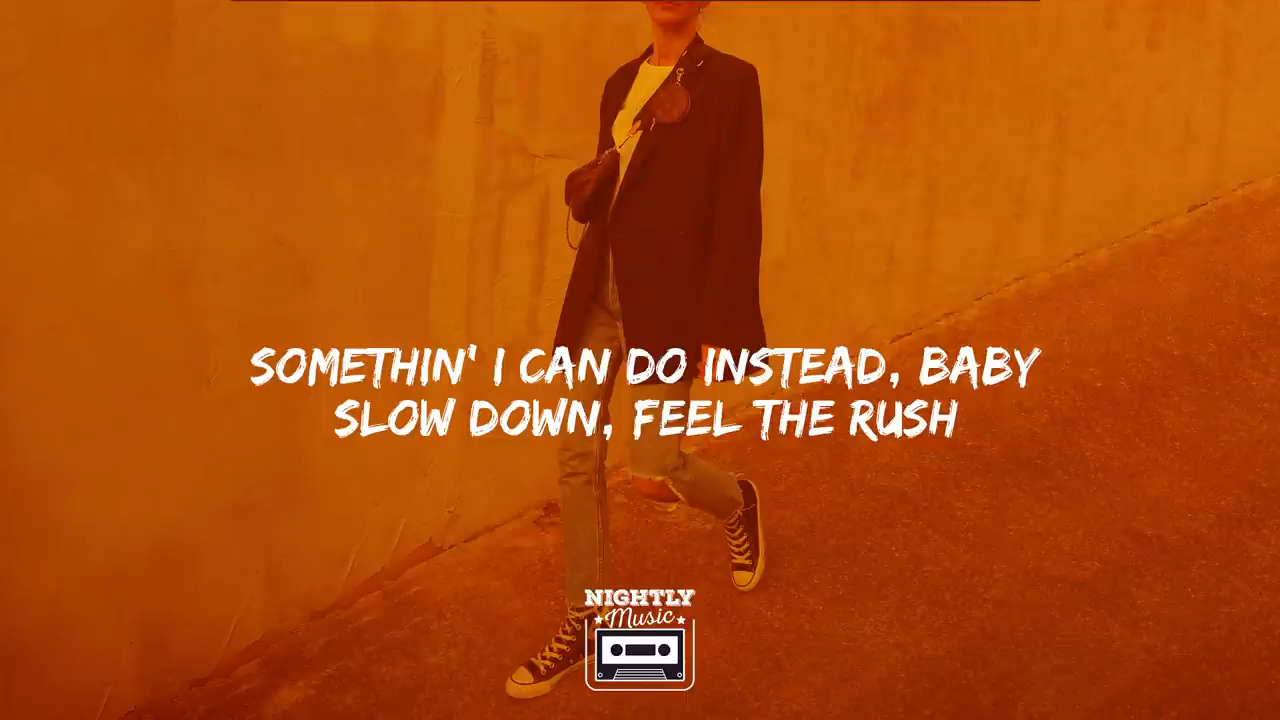 SOMETHIN' I CAN DO INSTEAD, BABY
SLOW DOWN, FEEL THE RUSH
NIGHTLY
Music